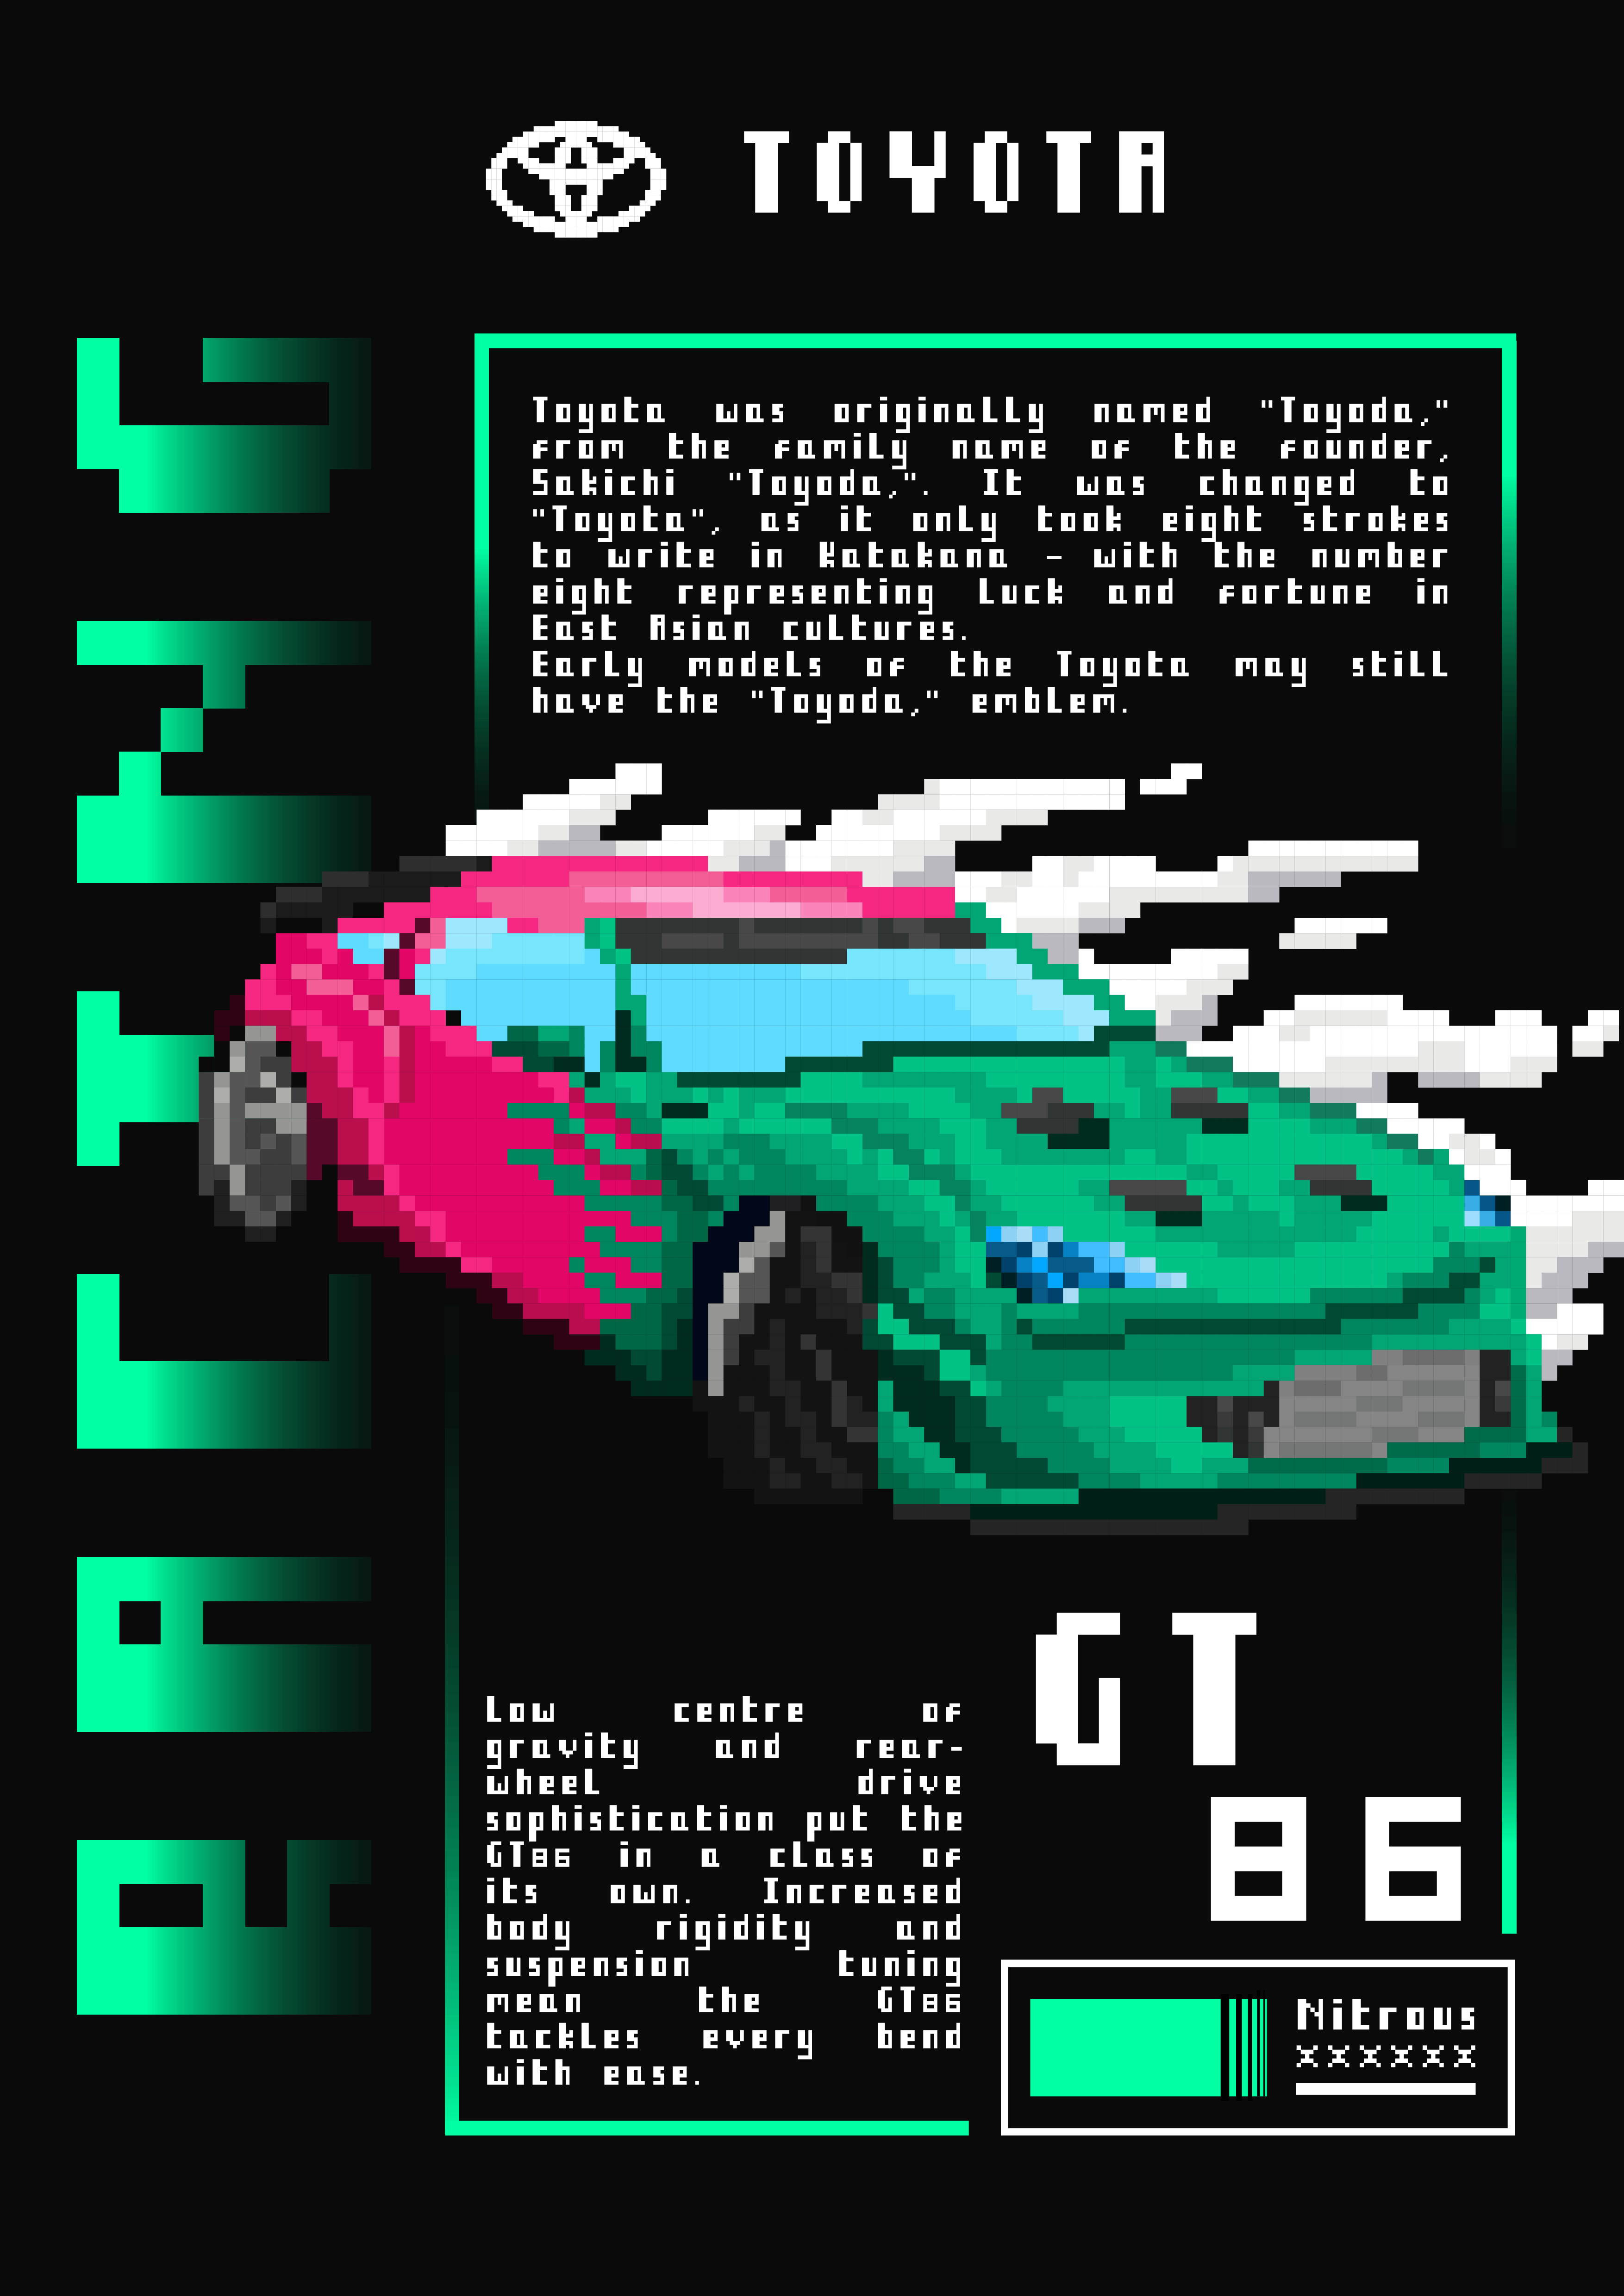 TOYOTA
RACING
Toyota was originally named "Toyoda,"
from the family name of the founder,
Sakichi "Toyoda,". It was changed to
"Toyota", as it only took eight strokes
to write in Katakana - with the number
eight representing luck and fortune in
East Asian cultures.
Early models of the Toyota may still
have the "Toyoda," emblem.
GT
86
Low centre of
gravity and rear-
wheel drive
sophistication put the
GT86 in a class of
its own. Increased
body rigidity and
suspension tuning
mean the GT86
tackles every bend
with ease.
Nitrous
xxxxxx